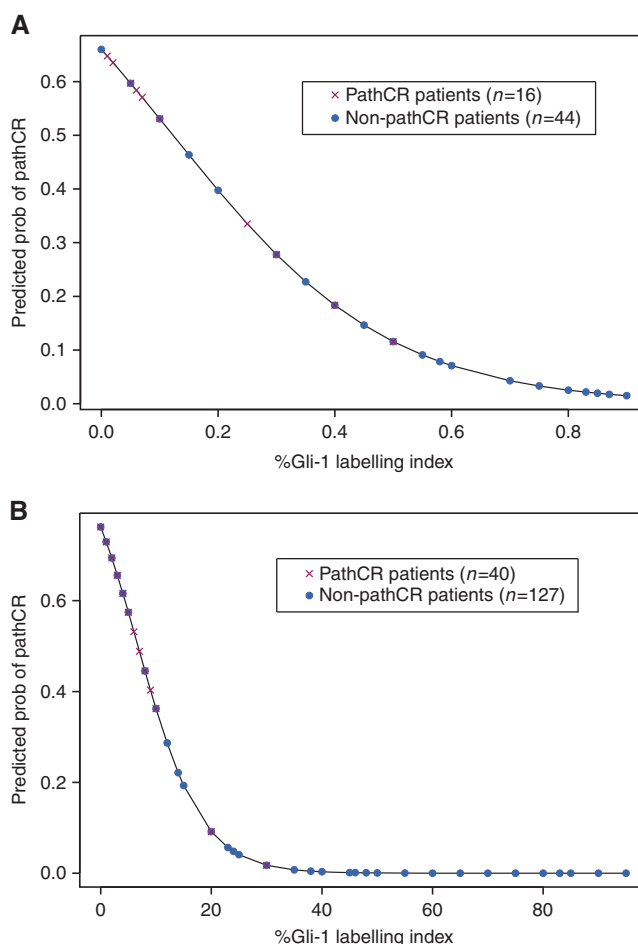 A
0.6
0.5
0.4
0.3
0.2
0.1
0.0
Predicted prob of pathCR
PathCR patients (n=16)
Non-pathCR patients (n=44)
0.0 0.2 0.4 0.6 0.8
%Gli-1 labelling index
B
0.6
0.4
0.2
0.0
Predicted prob of pathCR
PathCR patients (n=40)
Non-pathCR patients (n=127)
0 20 40 60 80
%Gli-1 labelling index